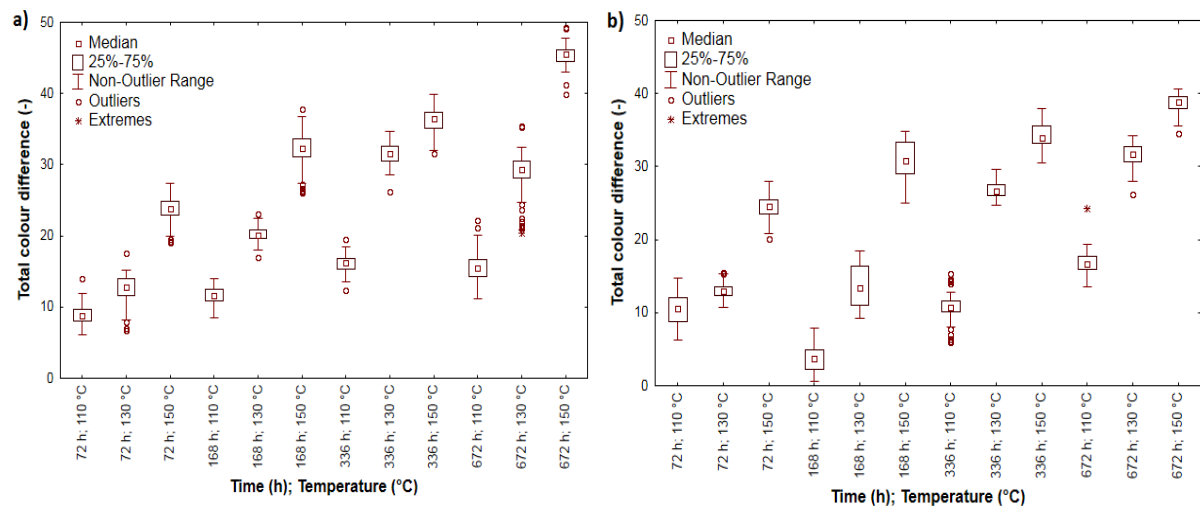 a)
50
40
30
20
10
0
Total colour difference (-)
Median
25%-75%
Non-Outlier Range
Outliers
Extremes
72 h; 110 °C
72 h; 130 °C
72 h; 150 °C
168 h; 110 °C
168 h; 130 °C
168 h; 150 °C
336 h; 110 °C
336 h; 130 °C
336 h; 150 °C
672 h; 110 °C
672 h; 130 °C
672 h; 150 °C
Time (h); Temperature (°C)
b)
50
40
30
20
10
0
Total colour difference (-)
Median
25%-75%
Non-Outlier Range
Outliers
Extremes
72 h; 110 °C
72 h; 130 °C
72 h; 150 °C
168 h; 110 °C
168 h; 130 °C
168 h; 150 °C
336 h; 110 °C
336 h; 130 °C
336 h; 150 °C
672 h; 110 °C
672 h; 130 °C
672 h; 150 °C
Time (h); Temperature (°C)